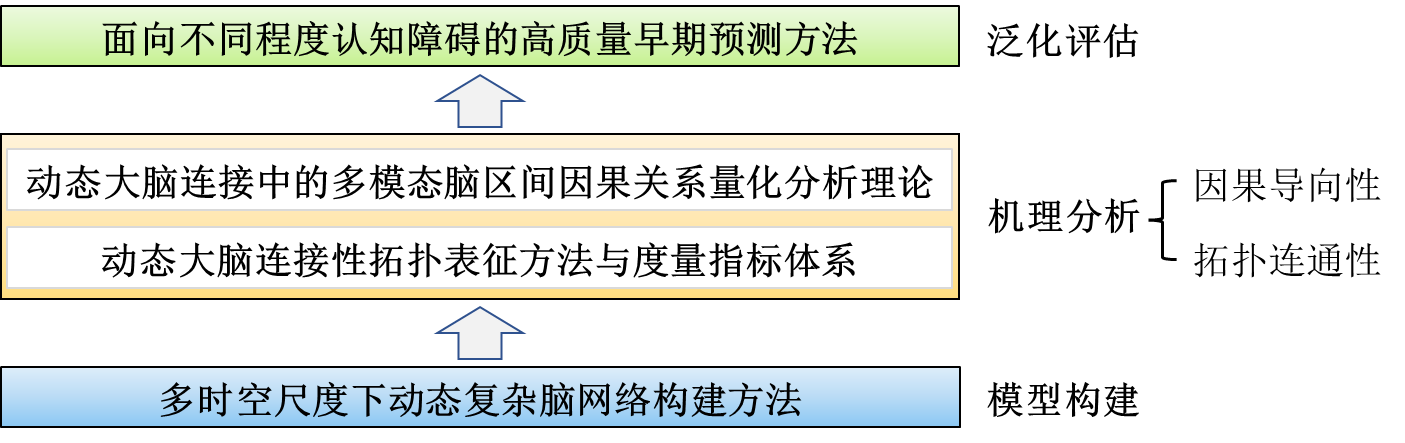 面向不同程度认知障碍的高质量早期预测方法
泛化评估
动态大脑连接中的多模态脑区间因果关系量化分析理论
动态大脑连接性拓扑表征方法与度量指标体系
机理分析
因果导向性
拓扑连通性
多时空尺度下动态复杂脑网络构建方法
模型构建